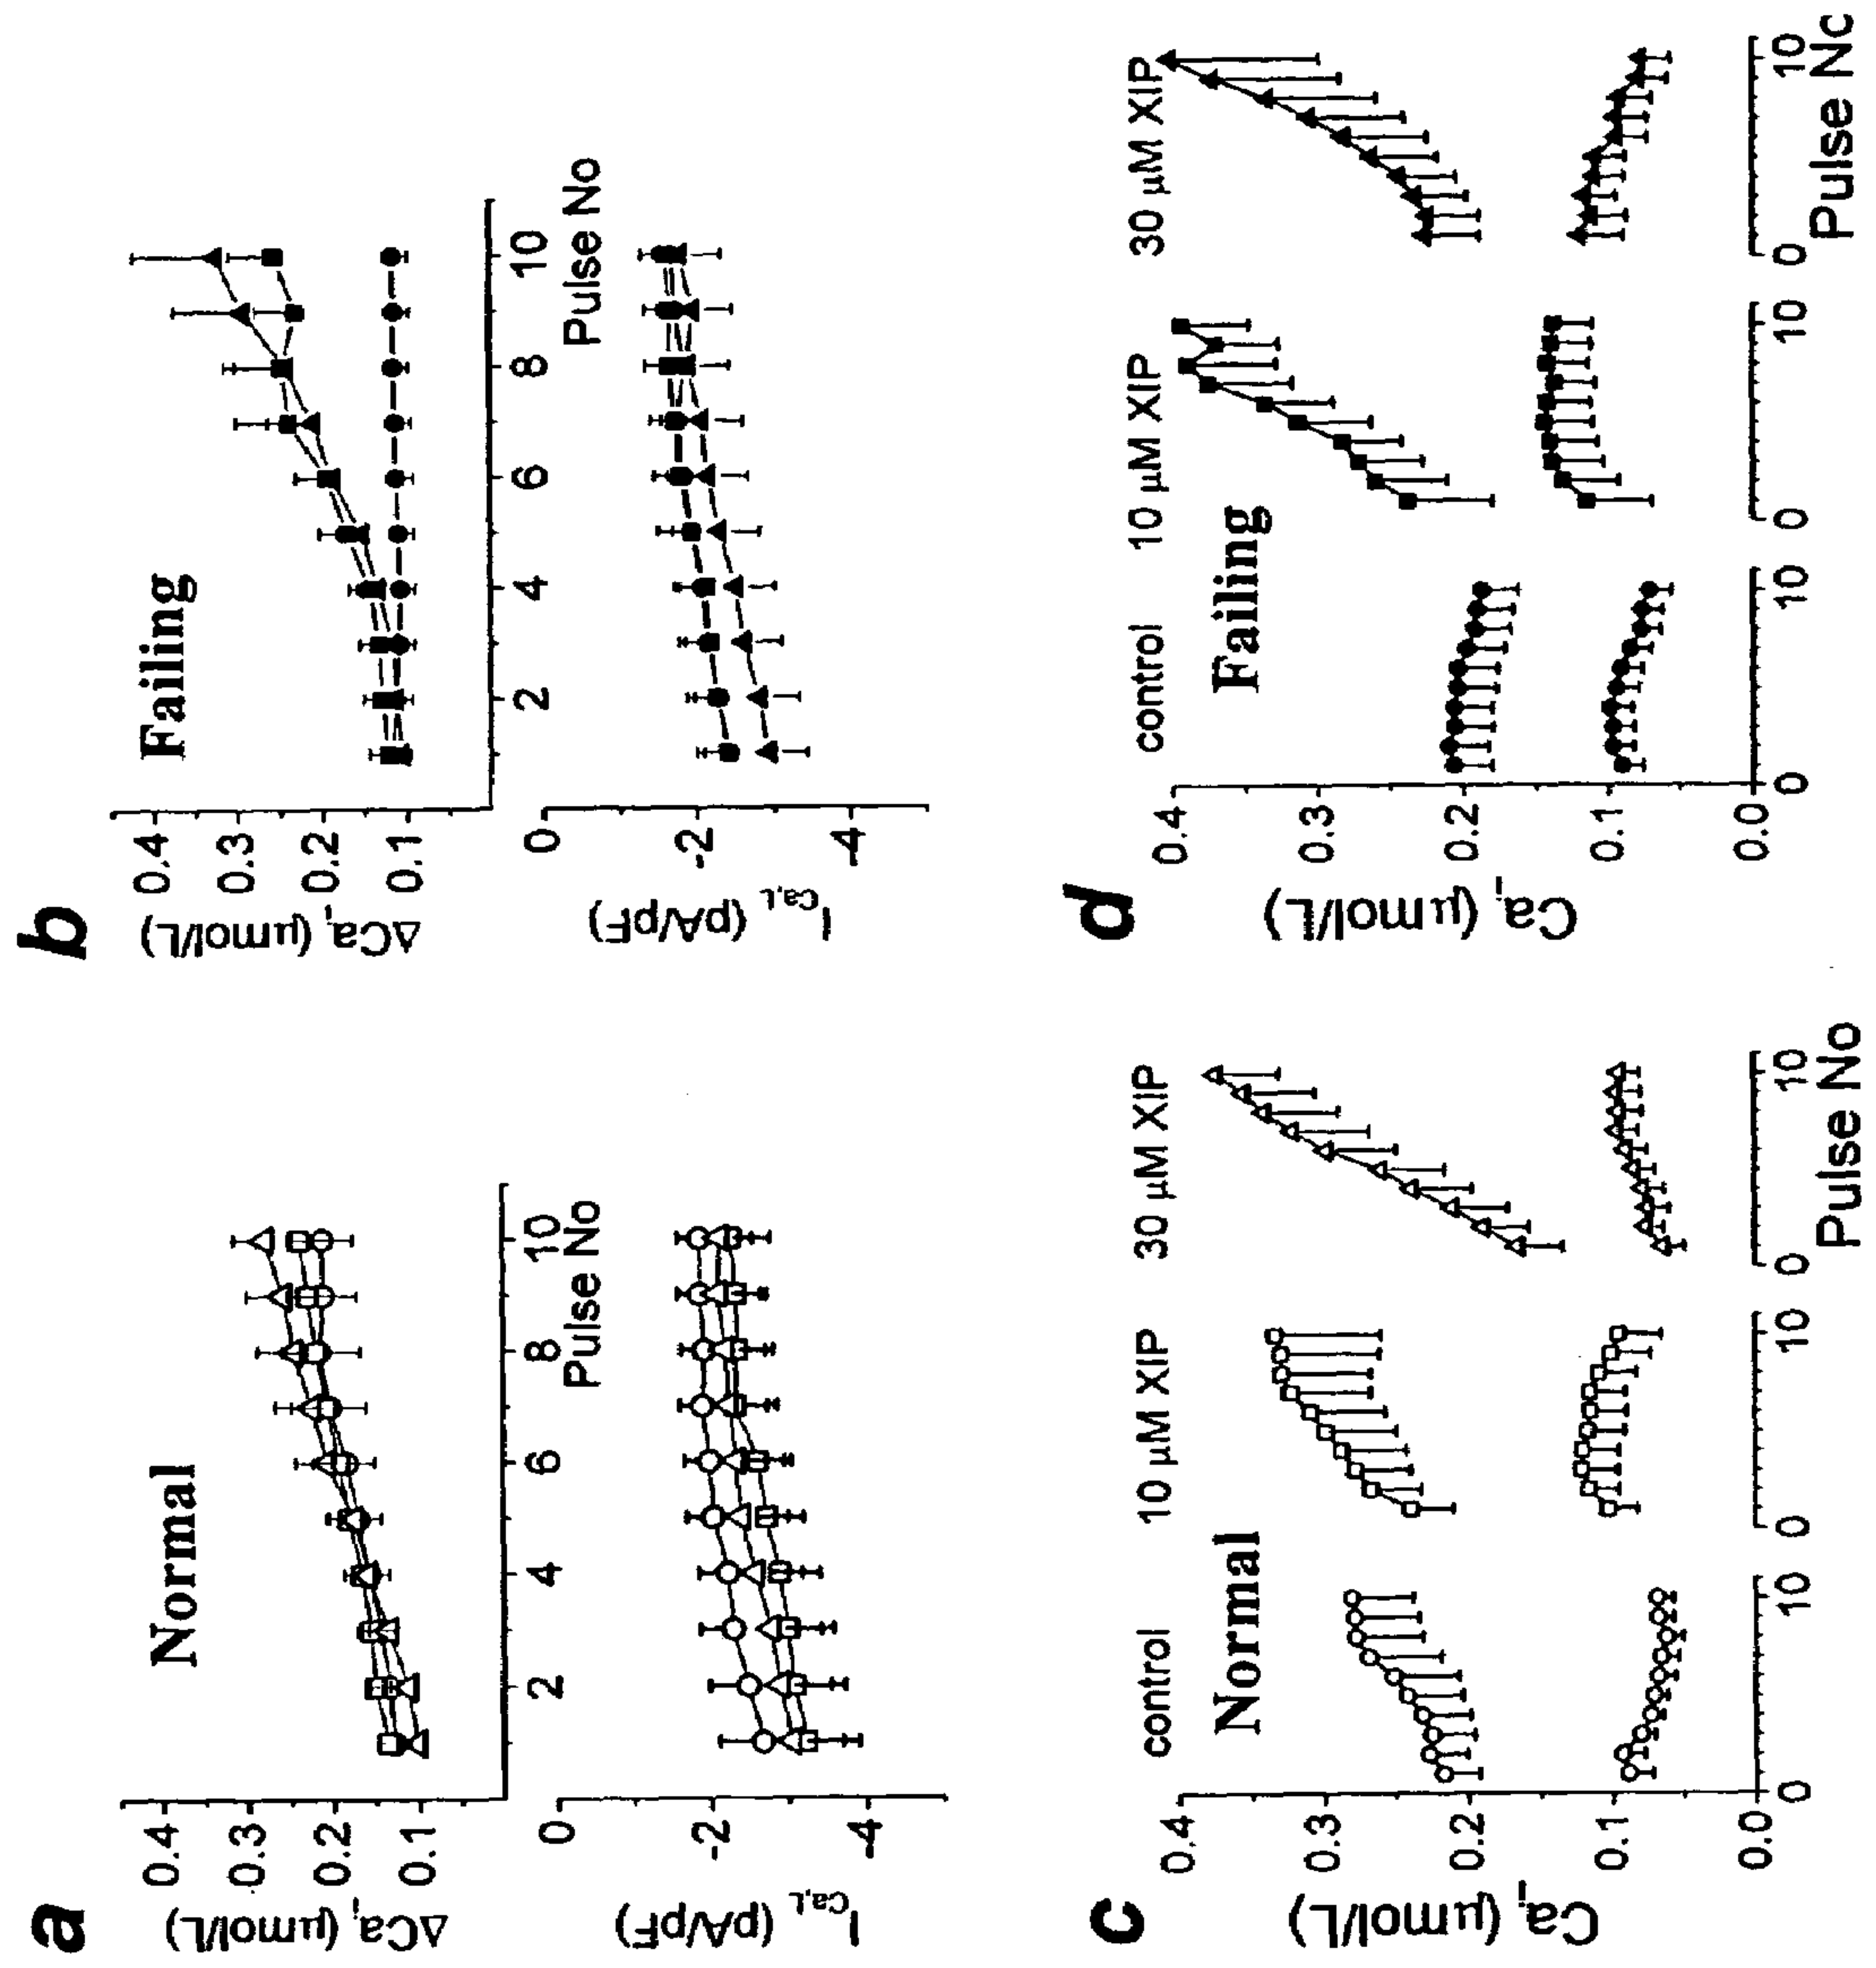 a
Normal
ΔCaᵢ (μmol/L)
0.4
0.3
0.2
0.1
2
4
6
8
10
Pulse No
I_Ca,L (pA/pF)
0
-2
-4
b
Failing
ΔCaᵢ (μmol/L)
0.4
0.3
0.2
0.1
2
4
6
8
10
Pulse No
I_Ca,L (pA/pF)
0
-2
-4
c
control
10 μM XIP
30 μM XIP
Normal
Caᵢ (μmol/L)
0.4
0.3
0.2
0.1
0.0
0
10
0
10
0
10
Pulse No
d
control
10 μM XIP
30 μM XIP
Failing
Caᵢ (μmol/L)
0.4
0.3
0.2
0.1
0.0
0
10
0
10
0
10
Pulse Nc